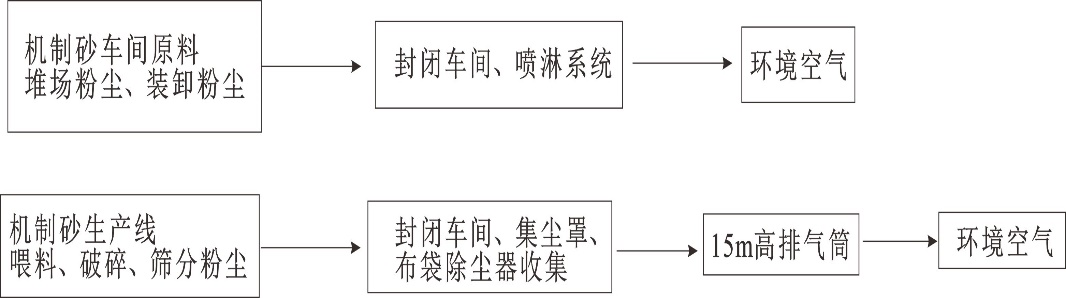 机制砂车间原料
堆场粉尘、装卸粉尘
封闭车间、喷淋系统
环境空气
机制砂生产线
喂料、破碎、筛分粉尘
封闭车间、集尘罩、
布袋除尘器收集
15m高排气筒
环境空气